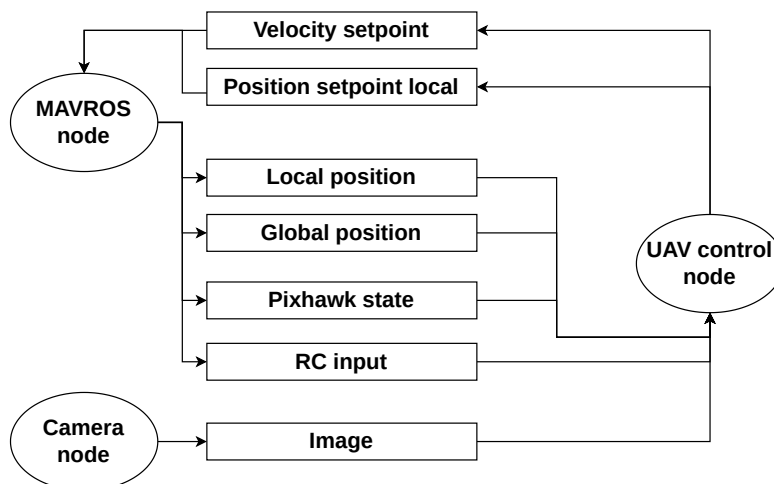 Velocity setpoint
Position setpoint local
MAVROS
node
Local position
Global position
UAV control
node
Pixhawk state
RC input
Camera
node
Image